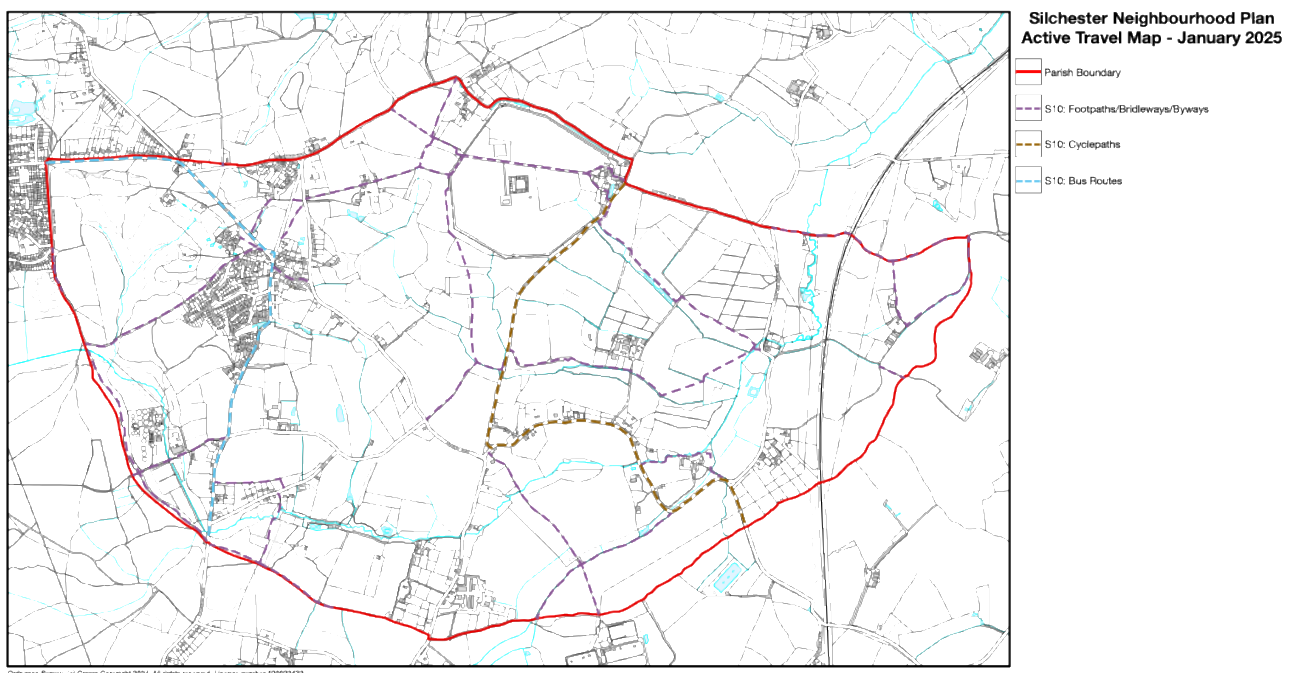 Silchester Neighbourhood Plan
Active Travel Map - January 2025
Parish Boundary
S10: Footpaths/Bridleways/Byways
S10: Cyclepaths
S10: Bus Routes